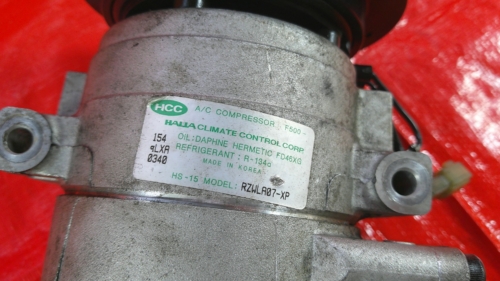 HCC A/C COMPRESSOR : F500
HALLA CLIMATE CONTROL CORP.
154 OIL:DAPHNE HERMETIC FD46XG
LXA REFRIGERANT : R-134a
0340 MADE IN KOREA
HS-15 MODEL: RZWLA07-XP